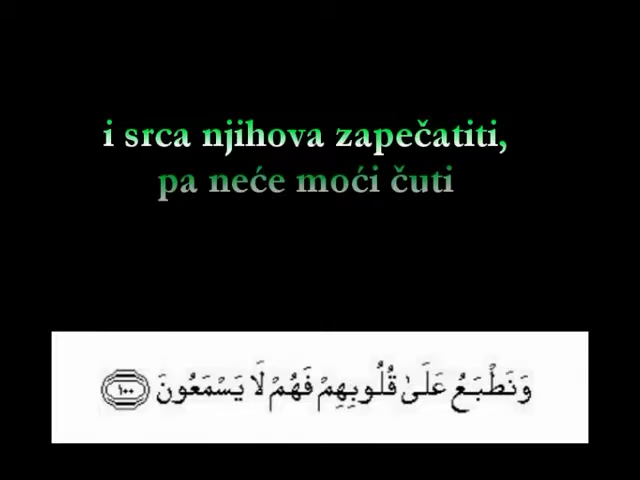 i srca njihova zapečatiti,
pa neće moći čuti
وَنَطْبَعُ عَلَىٰ قُلُوبِهِمْ فَهُمْ لَا يَسْمَعُونَ ١٠٠